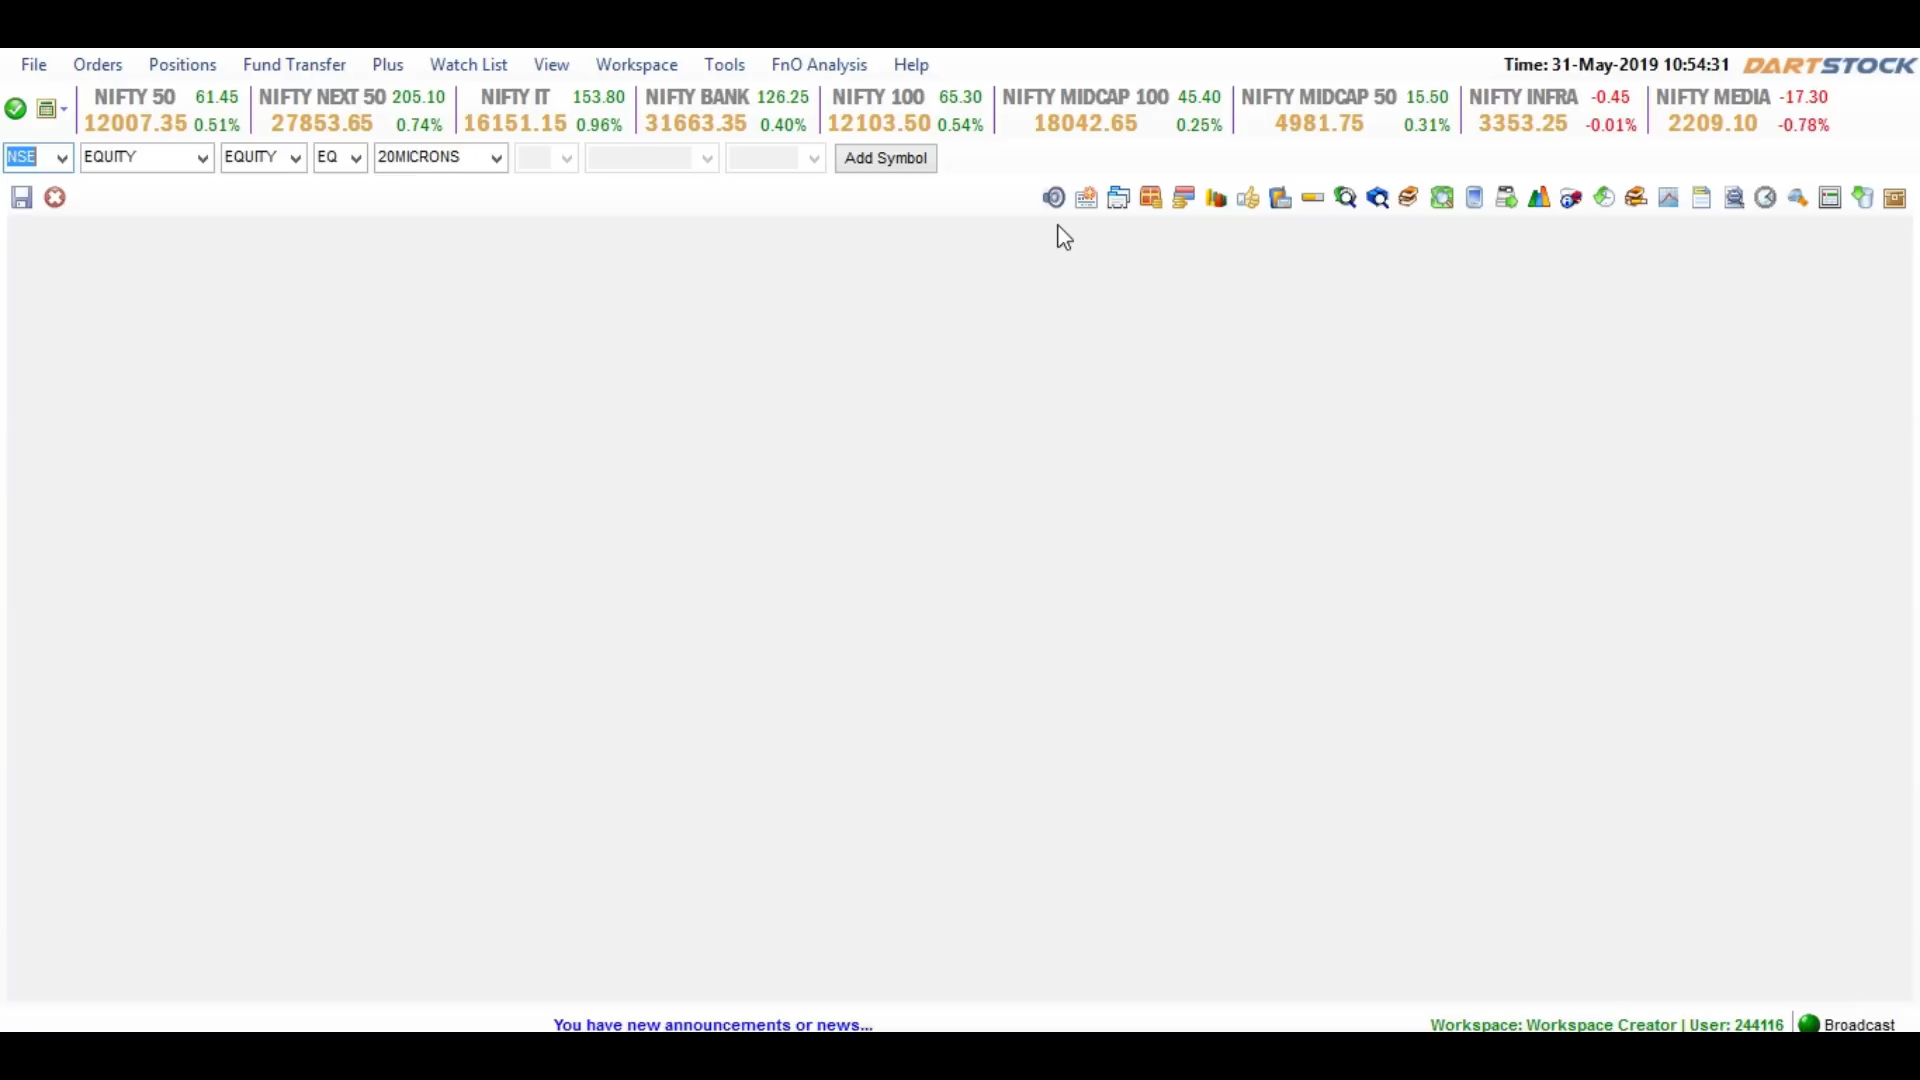 File Orders Positions Fund Transfer Plus Watch List View Workspace Tools FnO Analysis Help Time: 31-May-2019 10:54:31 DARTSTOCK
NIFTY 50 61.45 NIFTY NEXT 50 205.10 NIFTY IT 153.80 NIFTY BANK 126.25 NIFTY 100 65.30 NIFTY MIDCAP 100 45.40 NIFTY MIDCAP 50 15.50 NIFTY INFRA -0.45 NIFTY MEDIA -17.30
12007.35 0.51% 27853.65 0.74% 16151.15 0.96% 31663.35 0.40% 12103.50 0.54% 18042.65 0.25% 4981.75 0.31% 3353.25 -0.01% 2209.10 -0.78%
NSE EQUITY EQUITY EQ 20MICRONS Add Symbol
You have new announcements or news... Workspace: Workspace Creator | User: 244116 Broadcast